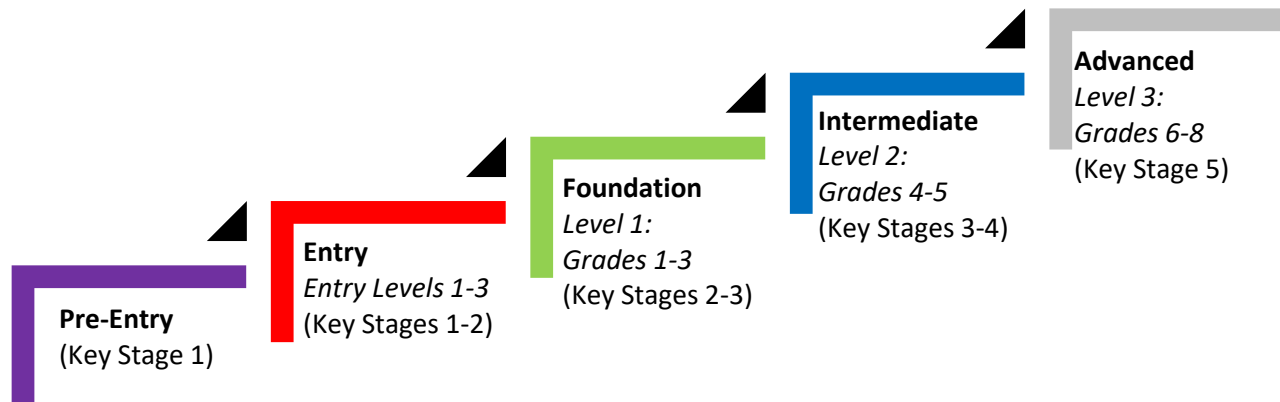 Pre-Entry
(Key Stage 1)
Entry
Entry Levels 1-3
(Key Stages 1-2)
Foundation
Level 1:
Grades 1-3
(Key Stages 2-3)
Intermediate
Level 2:
Grades 4-5
(Key Stages 3-4)
Advanced
Level 3:
Grades 6-8
(Key Stage 5)